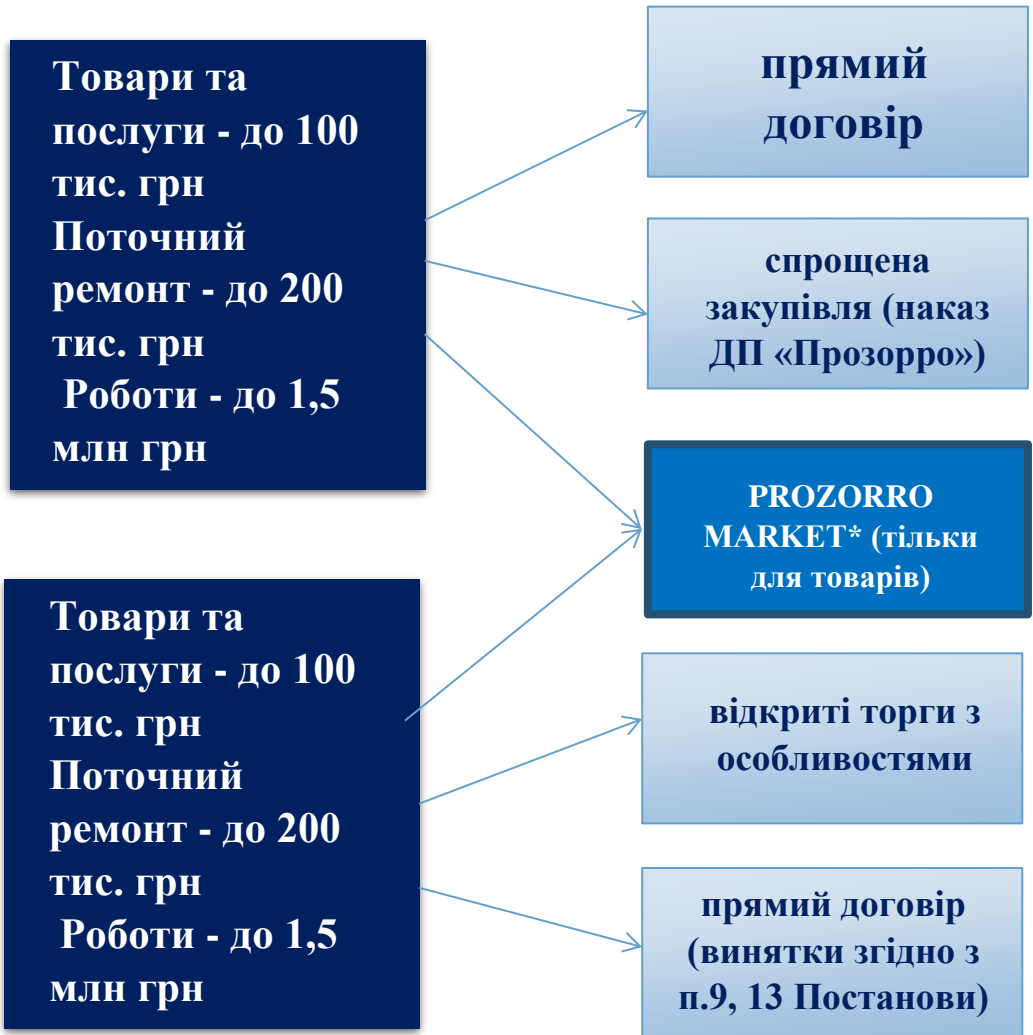 Товари та
послуги - до 100
тис. грн
Поточний
ремонт - до 200
тис. грн
Роботи - до 1,5
млн грн
прямий
договір
спрощена
закупівля (наказ
ДП «Прозорро»)
PROZORRO
MARKET* (тільки
для товарів)
Товари та
послуги - до 100
тис. грн
Поточний
ремонт - до 200
тис. грн
Роботи - до 1,5
млн грн
відкриті торги з
особливостями
прямий договір
(винятки згідно з
п.9, 13 Постанови)